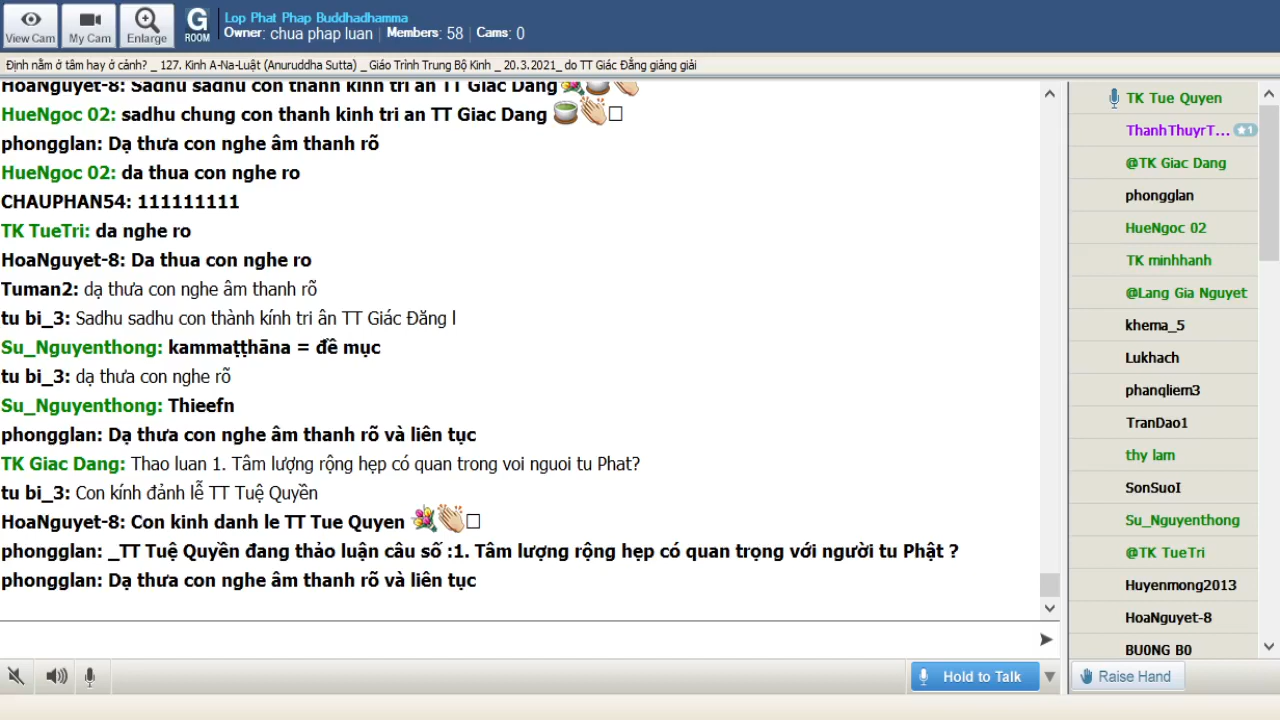 View Cam
My Cam
Enlarge
G
ROOM
Lop Phat Phap Buddhadhamma
Owner: chua phap luan | Members: 58 | Cams: 0
Định nằm ở tâm hay ở cảnh? _ 127. Kinh A-Na-Luật (Anuruddha Sutta) _ Giáo Trình Trung Bộ Kinh _ 20.3.2021_ do TT Giác Đẳng giảng giải
HoaNguyet-8: Sadhu sadhu con thanh kinh tri an TT Giac Dang
HueNgoc 02: sadhu chung con thanh kinh tri an TT Giac Dang
phongglan: Dạ thưa con nghe âm thanh rõ
HueNgoc 02: da thua con nghe ro
CHAUPHAN54: 111111111
TK TueTri: da nghe ro
HoaNguyet-8: Da thua con nghe ro
Tuman2: dạ thưa con nghe âm thanh rõ
tu bi_3: Sadhu sadhu con thành kính tri ân TT Giác Đăng l
Su_Nguyenthong: kammaṭṭhāna = đề mục
tu bi_3: dạ thưa con nghe rõ
Su_Nguyenthong: Thieefn
phongglan: Dạ thưa con nghe âm thanh rõ và liên tục
TK Giac Dang: Thao luan 1. Tâm lượng rộng hẹp có quan trong voi nguoi tu Phat?
tu bi_3: Con kính đảnh lễ TT Tuệ Quyền
HoaNguyet-8: Con kinh danh le TT Tue Quyen
phongglan: _TT Tuệ Quyền đang thảo luận câu số :1. Tâm lượng rộng hẹp có quan trọng với người tu Phật ?
phongglan: Dạ thưa con nghe âm thanh rõ và liên tục
Hold to Talk
TK Tue Quyen
ThanhThuyrT... 1
@TK Giac Dang
phongglan
HueNgoc 02
TK minhhanh
@Lang Gia Nguyet
khema_5
Lukhach
phanqliem3
TranDao1
thy lam
SonSuoI
Su_Nguyenthong
@TK TueTri
Huyenmong2013
HoaNguyet-8
BU0NG B0
Raise Hand